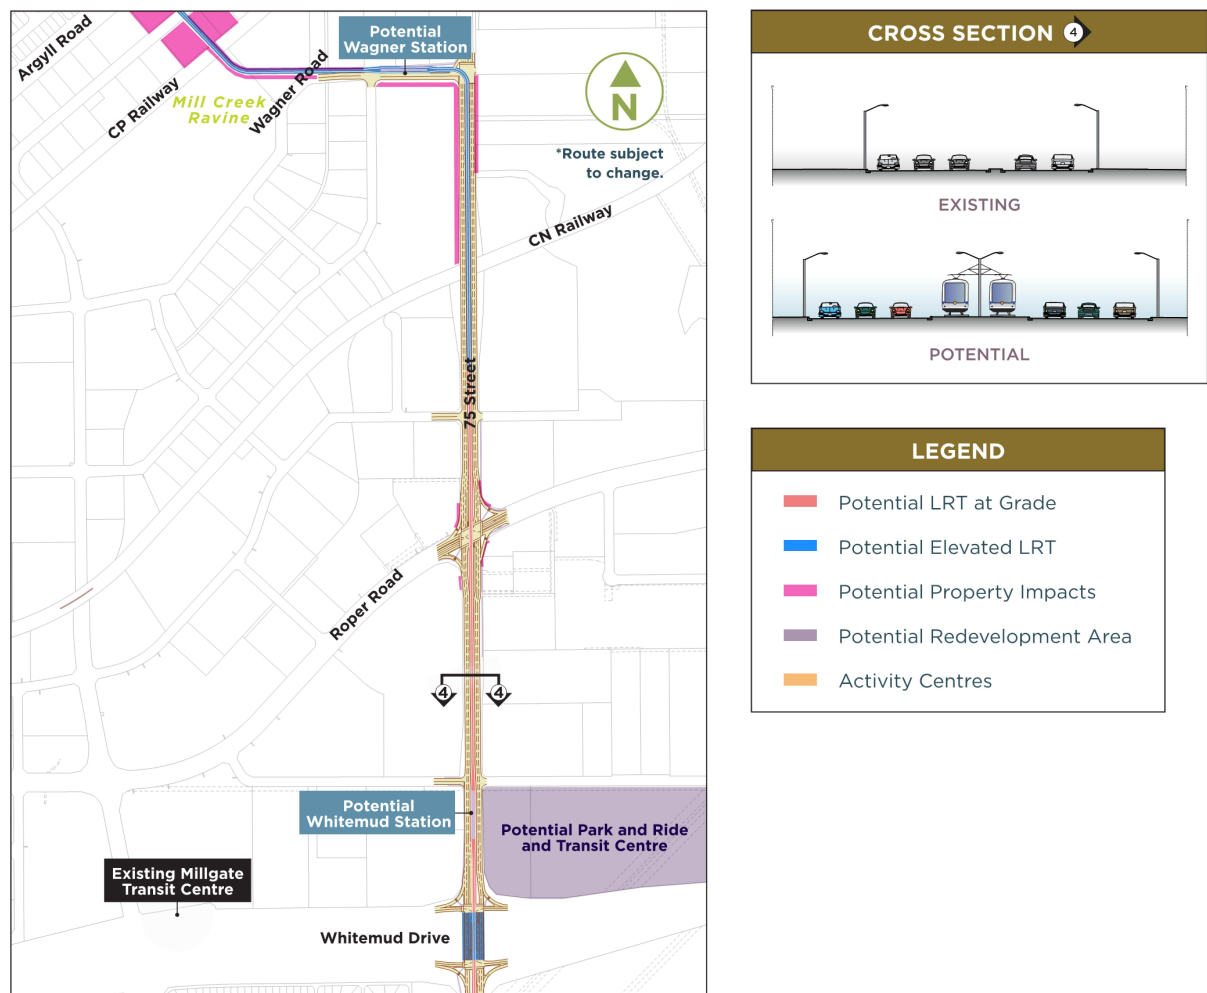 Argyll Road
CP Railway
Mill Creek
Ravine
Wagner Road
Potential
Wagner Station
N
*Route subject
to change.
CN Railway
75 Street
Roper Road
4
4
Potential
Whitemud Station
Potential Park and Ride
and Transit Centre
Existing Millgate
Transit Centre
Whitemud Drive
CROSS SECTION 4
EXISTING
POTENTIAL
LEGEND
Potential LRT at Grade
Potential Elevated LRT
Potential Property Impacts
Potential Redevelopment Area
Activity Centres